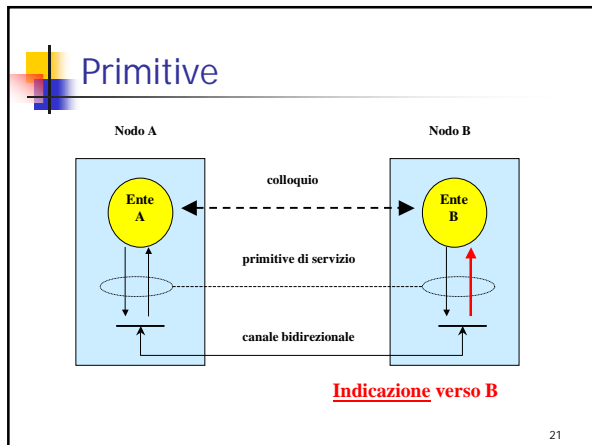 Primitive
Nodo A
Nodo B
colloquio
Ente
A
Ente
B
primitive di servizio
canale bidirezionale
Indicazione verso B
21